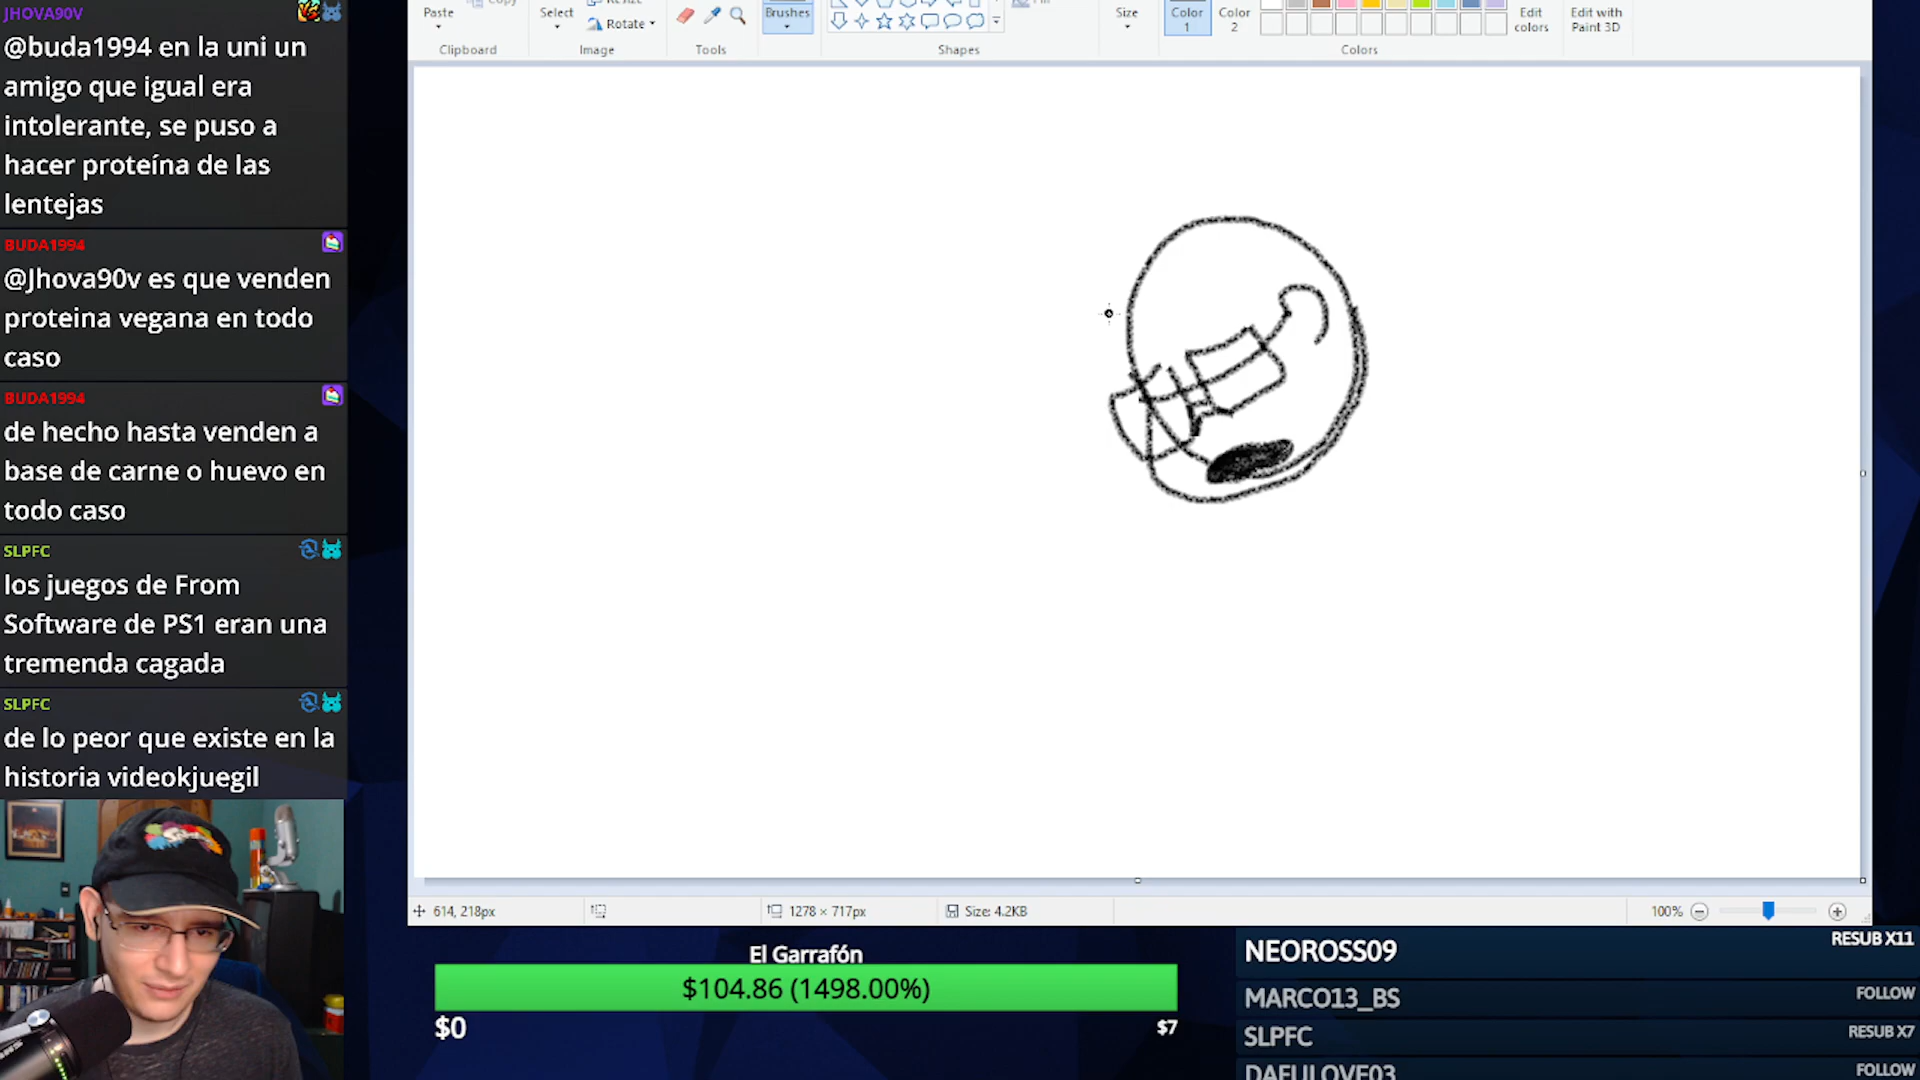 JHOVA90V
@buda1994 en la uni un
amigo que igual era
intolerante, se puso a
hacer proteína de las
lentejas
BUDA1994
@Jhova90v es que venden
proteina vegana en todo
caso
BUDA1994
de hecho hasta venden a
base de carne o huevo en
todo caso
SLPFC
los juegos de From
Software de PS1 eran una
tremenda cagada
SLPFC
de lo peor que existe en la
historia videokjuegil
Paste
Copy
Clipboard
Select
Rotate
Image
Tools
Brushes
Shapes
Size
Color
1
Color
2
Edit
colors
Colors
Edit with
Paint 3D
614, 218px
1278 × 717px
Size: 4.2KB
100%
El Garrafón
$104.86 (1498.00%)
$0
$7
NEOROSS09
RESUB X11
MARCO13_BS
FOLLOW
SLPFC
RESUB X7
FOLLOW